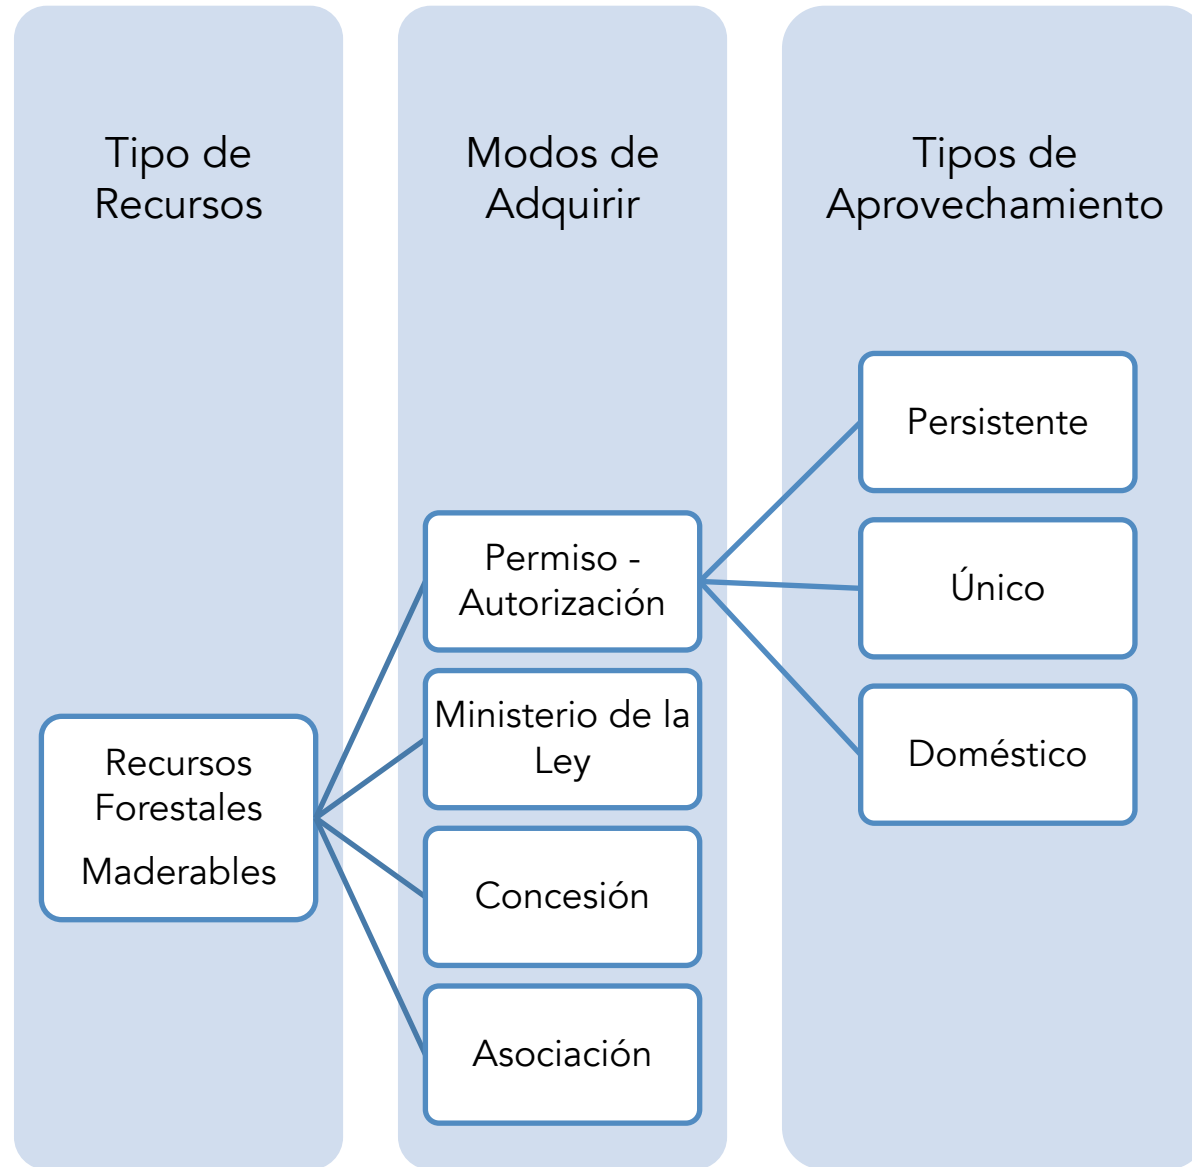 Tipo de
Recursos
Modos de
Adquirir
Tipos de
Aprovechamiento
Recursos
Forestales
Maderables
Permiso -
Autorización
Ministerio de la
Ley
Concesión
Asociación
Persistente
Único
Doméstico